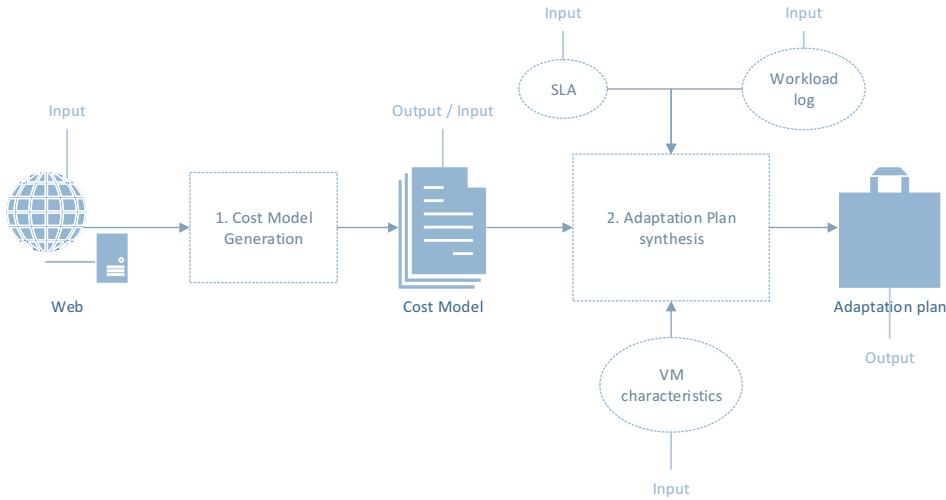 Input
Input
SLA
Workload
log
Input
Output / Input
1. Cost Model
Generation
2. Adaptation Plan
synthesis
Web
Cost Model
Adaptation plan
Output
VM
characteristics
Input